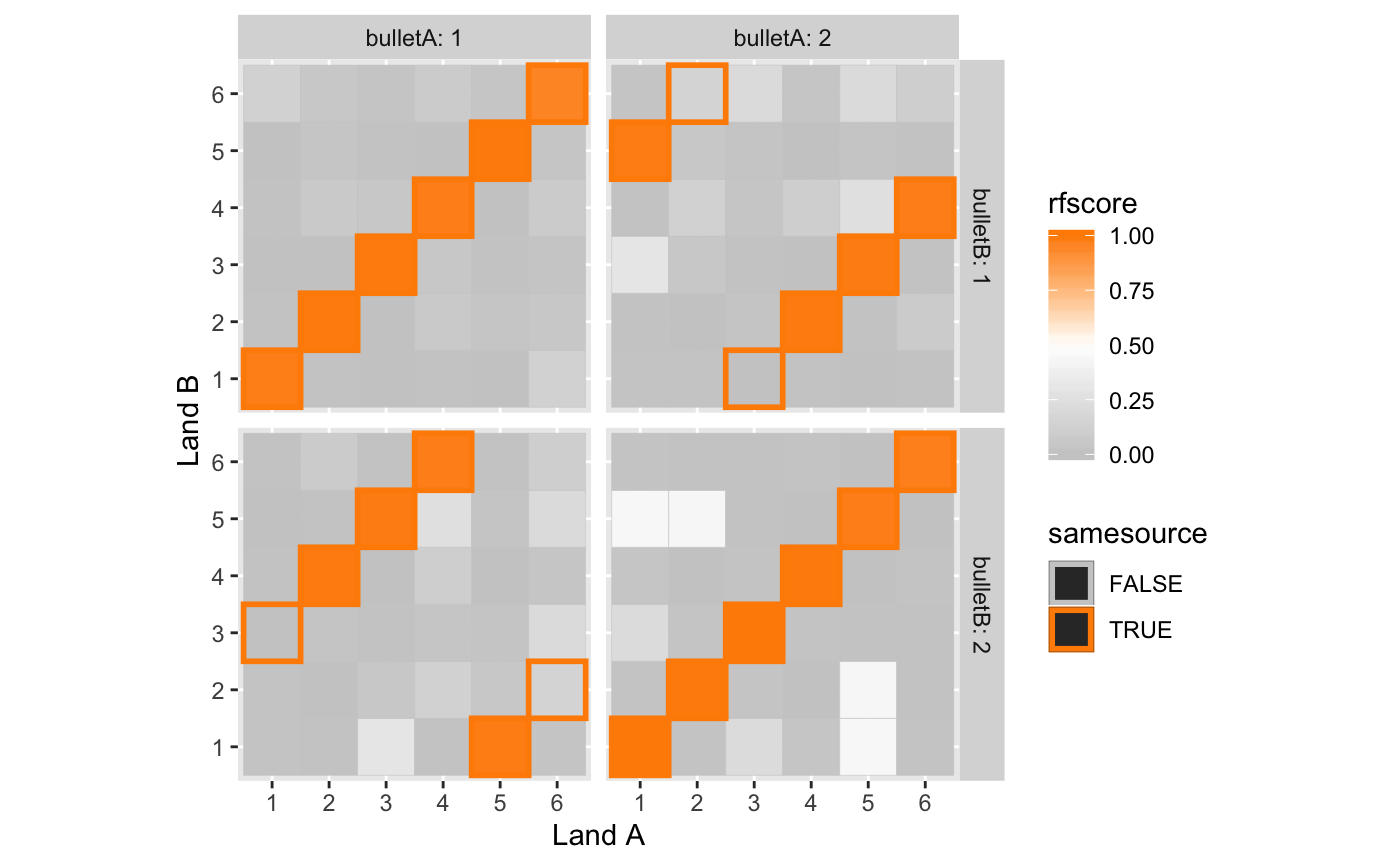 bulletA: 1
bulletA: 2
6
5
4
3
2
1
bulletB: 1
Land B
6
5
4
3
2
1
bulletB: 2
1 2 3 4 5 6
1 2 3 4 5 6
Land A
rfscore
1.00
0.75
0.50
0.25
0.00
samesource
FALSE
TRUE